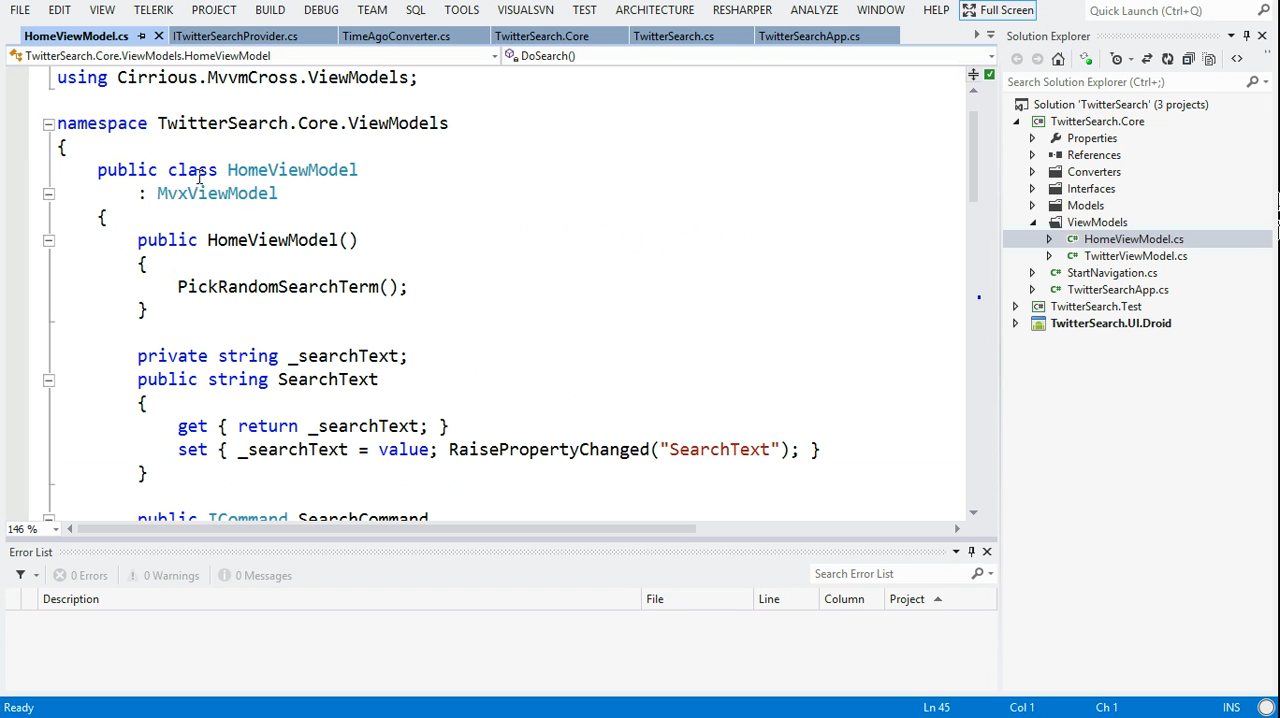 FILE EDIT VIEW TELERIK PROJECT BUILD DEBUG TEAM SQL TOOLS VISUALSVN TEST ARCHITECTURE RESHARPER ANALYZE WINDOW HELP Full Screen Quick Launch (Ctrl+Q)
HomeViewModel.cs ITwitterSearchProvider.cs TimeAgoConverter.cs TwitterSearch.Core TwitterSearch.cs TwitterSearchApp.cs
TwitterSearch.Core.ViewModels.HomeViewModel DoSearch()
using Cirrious.MvvmCross.ViewModels;
namespace TwitterSearch.Core.ViewModels
{
public class HomeViewModel
: MvxViewModel
{
public HomeViewModel()
{
PickRandomSearchTerm();
}
private string _searchText;
public string SearchText
{
get { return _searchText; }
set { _searchText = value; RaisePropertyChanged("SearchText"); }
}
public ICommand SearchCommand
146 %
Solution Explorer
Search Solution Explorer (Ctrl+;)
Solution 'TwitterSearch' (3 projects)
TwitterSearch.Core
Properties
References
Converters
Interfaces
Models
ViewModels
HomeViewModel.cs
TwitterViewModel.cs
StartNavigation.cs
TwitterSearchApp.cs
TwitterSearch.Test
TwitterSearch.UI.Droid
Error List
0 Errors 0 Warnings 0 Messages Search Error List
Description File Line Column Project
Ready Ln 45 Col 1 Ch 1 INS